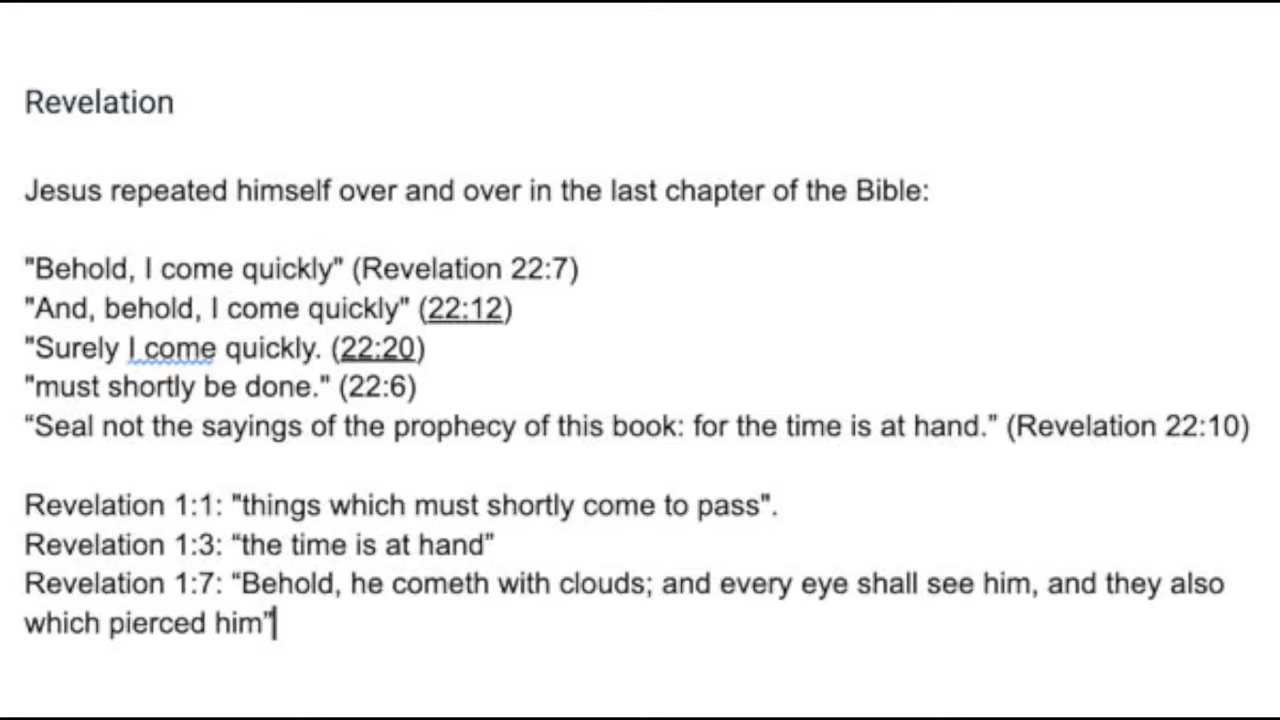 Revelation
Jesus repeated himself over and over in the last chapter of the Bible:
"Behold, I come quickly" (Revelation 22:7)
"And, behold, I come quickly" (22:12)
"Surely I come quickly. (22:20)
"must shortly be done." (22:6)
“Seal not the sayings of the prophecy of this book: for the time is at hand.” (Revelation 22:10)
Revelation 1:1: "things which must shortly come to pass".
Revelation 1:3: “the time is at hand”
Revelation 1:7: “Behold, he cometh with clouds; and every eye shall see him, and they also
which pierced him”